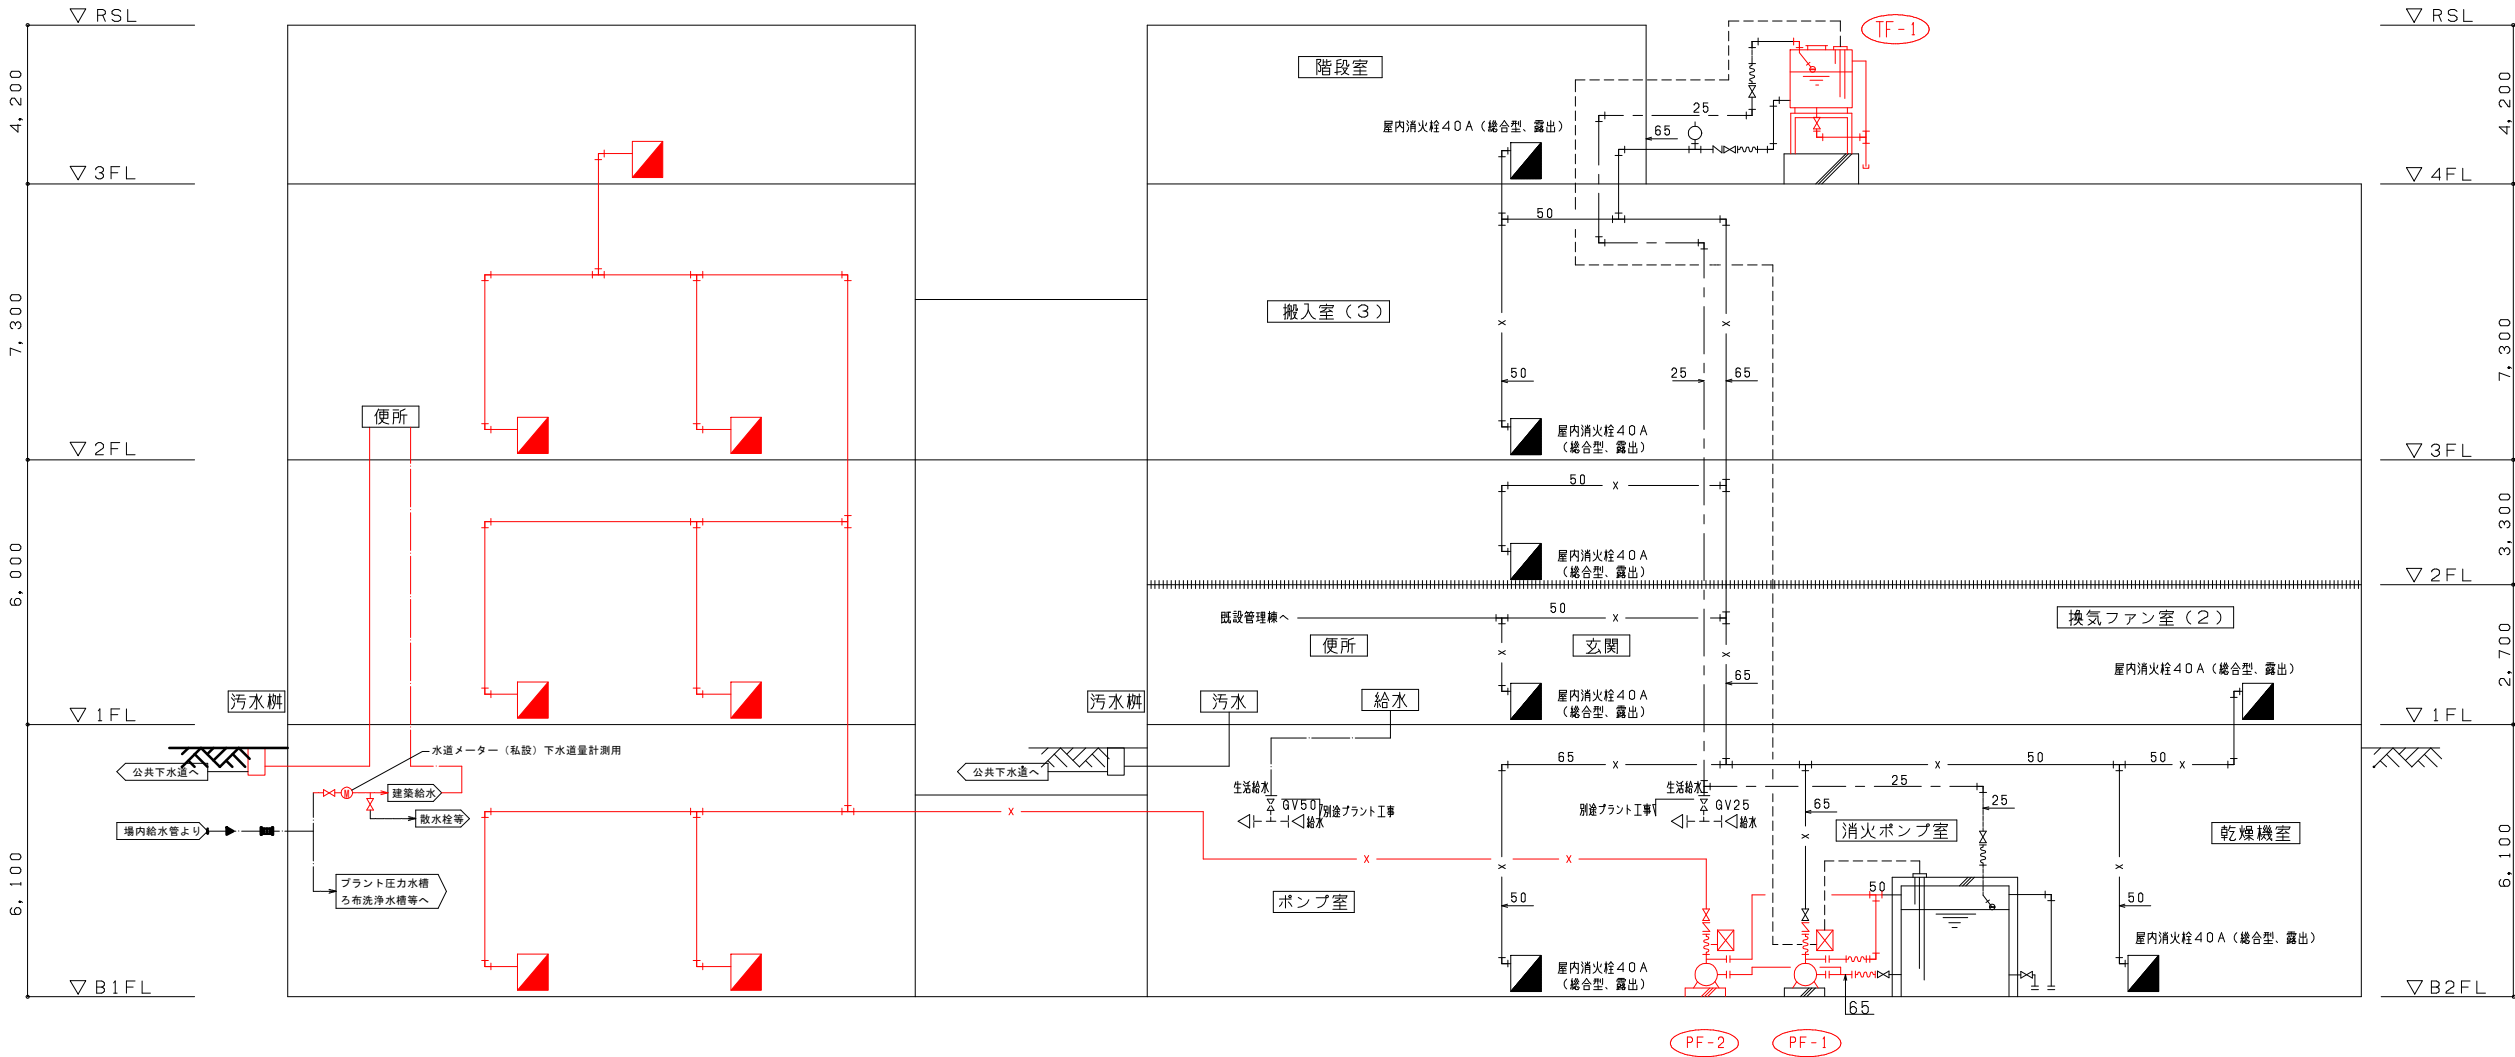 ▽ RSL
▽ RSL
TF-1
階段室
4,200
4,200
25
65
屋内消火栓40A（総合型、露出）
▽ 3FL
▽ 4FL
50
7,300
搬入室（3）
7,300
50
25
65
便所
屋内消火栓40A
（総合型、露出）
▽ 2FL
▽ 3FL
50
3,300
6,000
屋内消火栓40A
（総合型、露出）
▽ 2FL
50
既設管理棟へ
便所
玄関
換気ファン室（2）
2,700
屋内消火栓40A（総合型、露出）
65
汚水桝
汚水桝
汚水
給水
屋内消火栓40A
（総合型、露出）
▽ 1FL
▽ 1FL
水道メーター（私設）下水道量計測用
公共下水道へ
公共下水道へ
65
50
50
25
M
建築給水
生活給水
GV50
別途プラント工事
給水
生活給水
GV25
別途プラント工事
給水
65
25
散水栓等
場内給水管より
消火ポンプ室
乾燥機室
6,100
6,100
プラント圧力水槽
ろ布洗浄水槽等へ
ポンプ室
50
50
50
屋内消火栓40A（総合型、露出）
屋内消火栓40A
（総合型、露出）
▽ B1FL
▽ B2FL
65
PF-2
PF-1